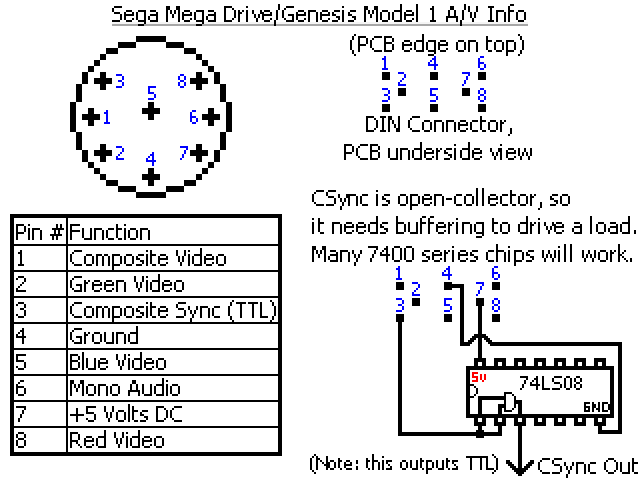 Sega Mega Drive/Genesis Model 1 A/V Info
3 8
5
1 6
2 7
4
(PCB edge on top)
1 4 6
2 7
3 5 8
DIN Connector,
PCB underside view
CSync is open-collector, so
it needs buffering to drive a load.
Many 7400 series chips will work.
1 4 6
2 7
3 5 8
5v 74LS08
GND
(Note: this outputs TTL) CSync Out
Pin # Function
1 Composite Video
2 Green Video
3 Composite Sync (TTL)
4 Ground
5 Blue Video
6 Mono Audio
7 +5 Volts DC
8 Red Video